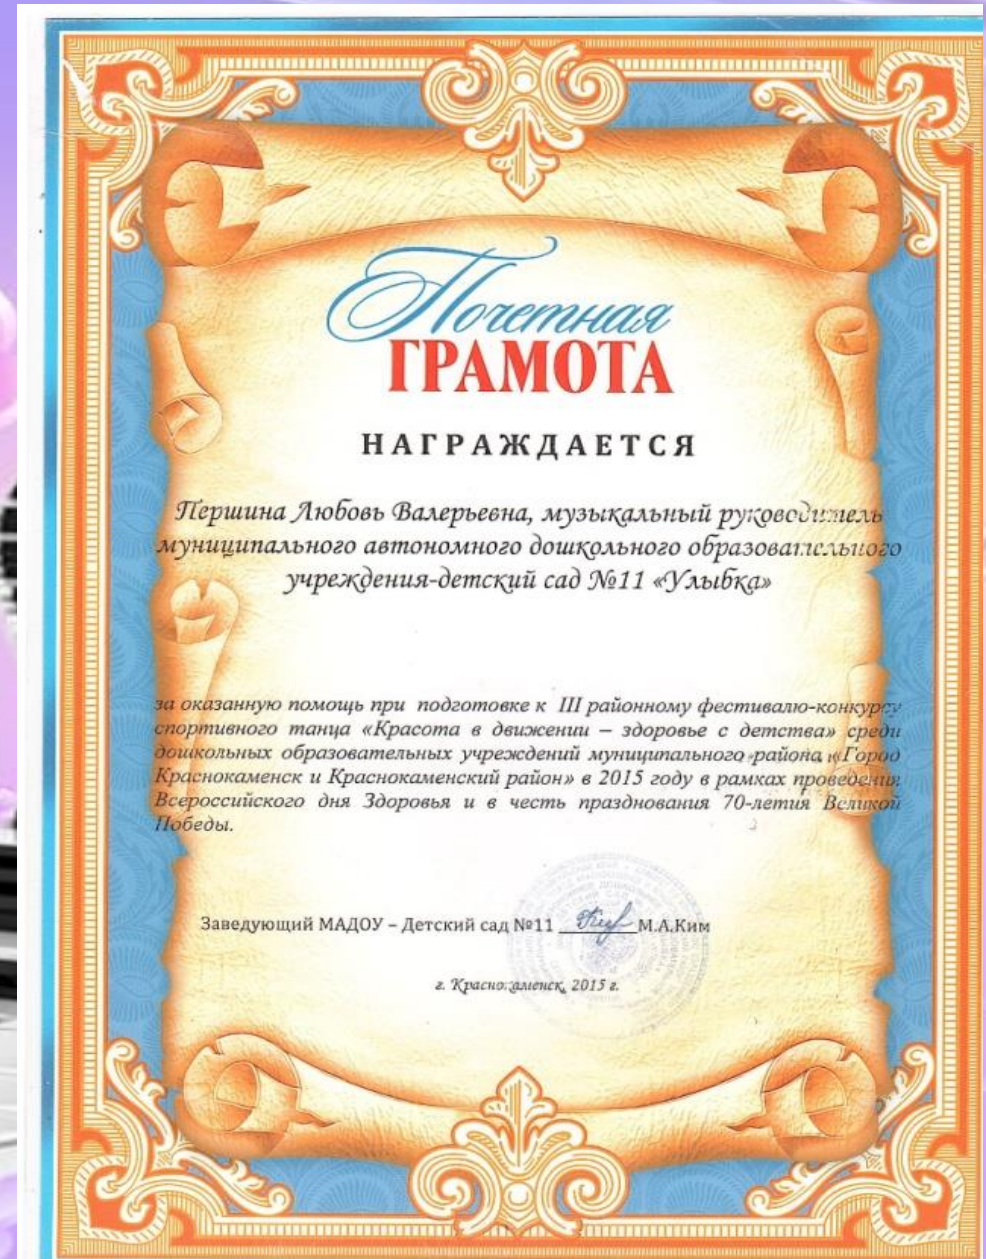 Почетная
ГРАМОТА
НАГРАЖДАЕТСЯ
Першина Любовь Валерьевна, музыкальный руководитель
муниципального автономного дошкольного образовательного
учреждения-детский сад №11 «Улыбка»
за оказанную помощь при подготовке к III районному фестивалю-конкурсу
спортивного танца «Красота в движении – здоровье с детства» среди
дошкольных образовательных учреждений муниципального района «Город
Краснокаменск и Краснокаменский район» в 2015 году в рамках проведения
Всероссийского дня Здоровья и в честь празднования 70-летия Великой
Победы.
Заведующий МАДОУ – Детский сад №11 М.А.Ким
г. Краснокаменск, 2015 г.